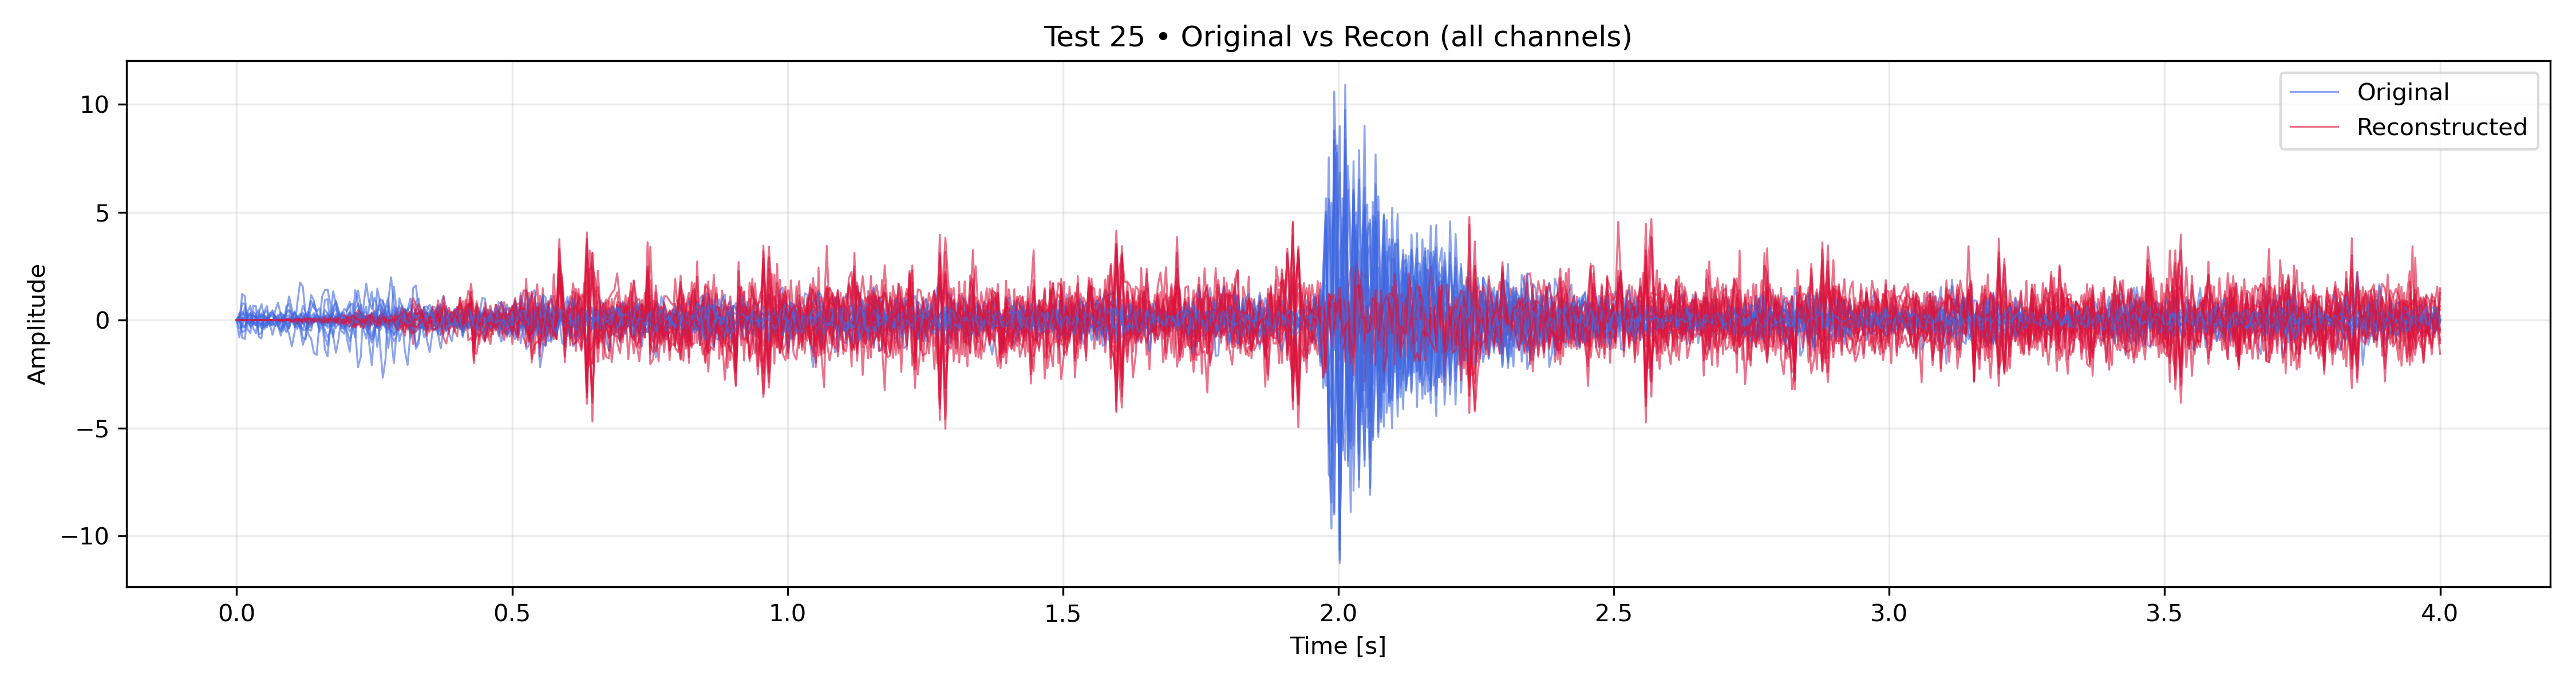 Test 25 • Original vs Recon (all channels)
Original
Reconstructed
Amplitude
10
5
0
−5
−10
0.0 0.5 1.0 1.5 2.0 2.5 3.0 3.5 4.0
Time [s]